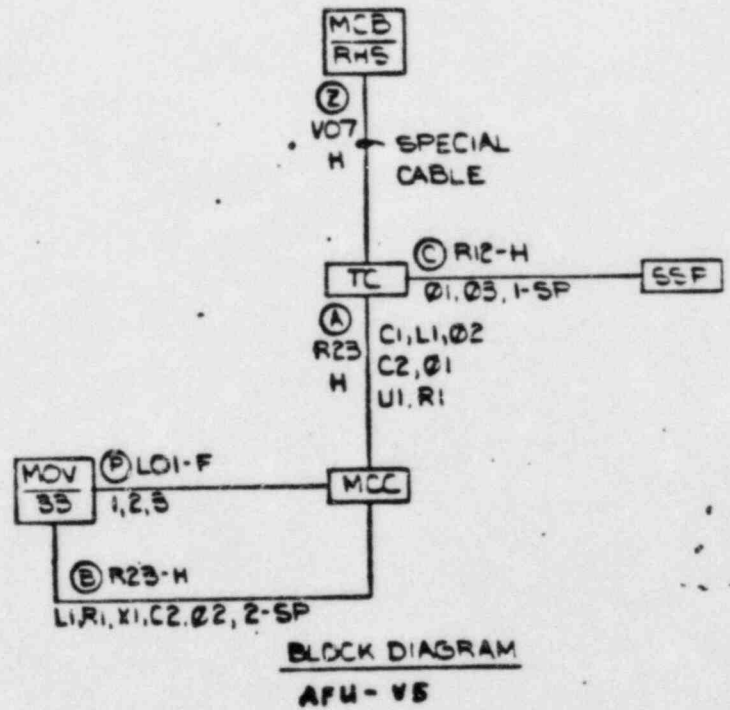 MCB
RHS
Z
V07
H
SPECIAL
CABLE
C R12-H
TC
SSF
Ø1,Ø3,1-SP
A
R23
H
C1,L1,Ø2
C2,Ø1
U1,R1
MOV
33
P L01-F
1,2,3
MCC
B R23-H
L1,R1,X1,C2,Ø2,2-SP
BLOCK DIAGRAM
AFU-V5